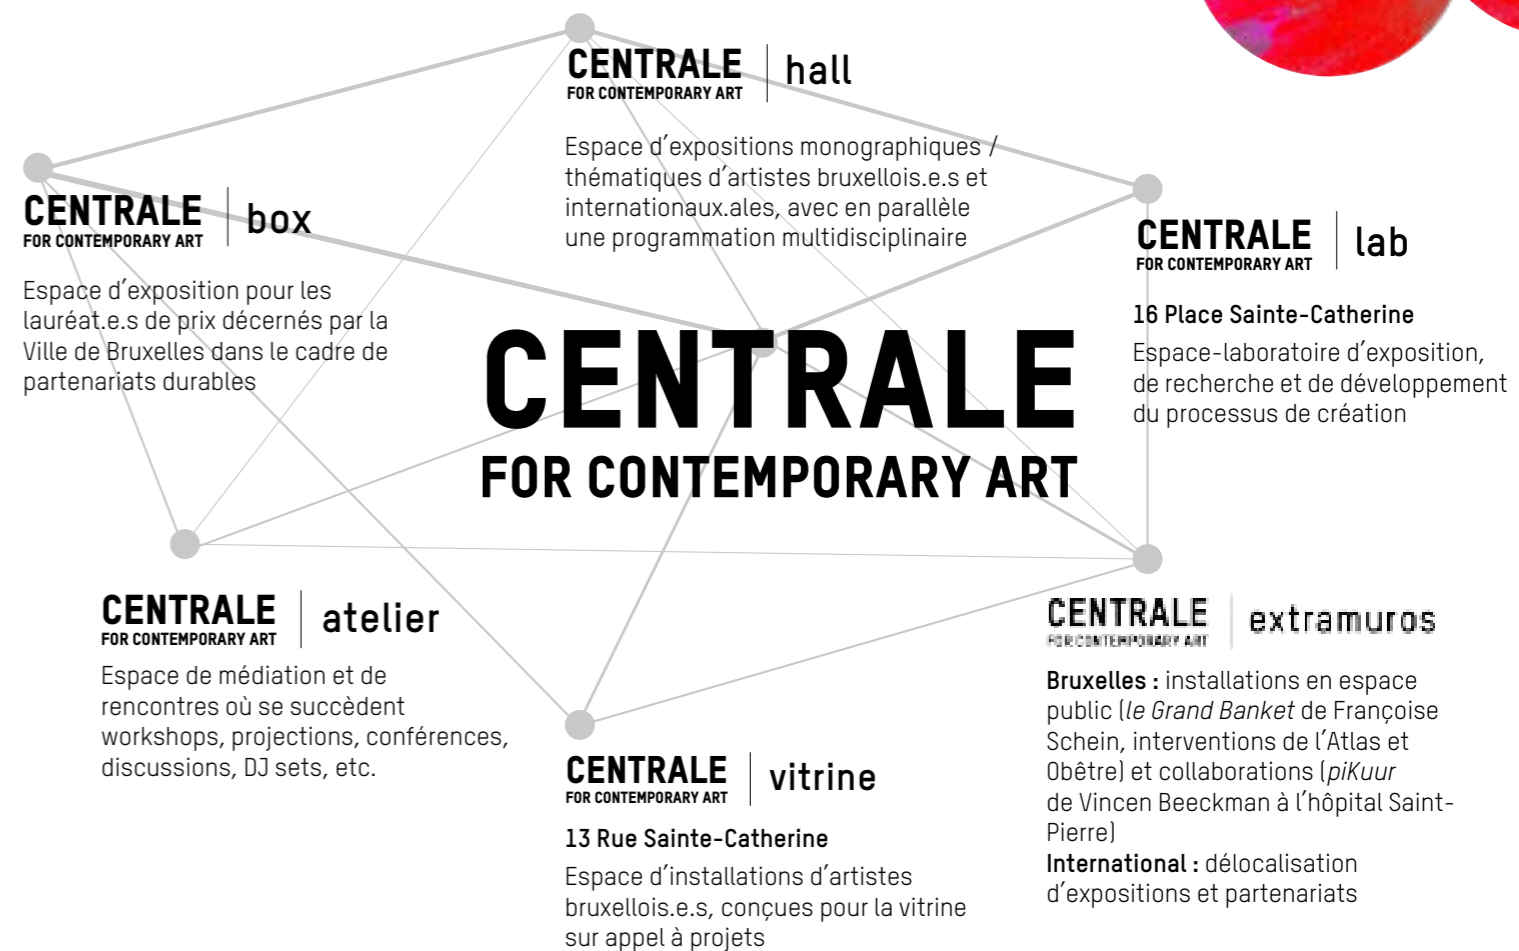 CENTRALE
FOR CONTEMPORARY ART
hall
Espace d'expositions monographiques /
thématiques d'artistes bruxellois.e.s et
internationaux.ales, avec en parallèle
une programmation multidisciplinaire
CENTRALE
FOR CONTEMPORARY ART
box
Espace d'exposition pour les
lauréat.e.s de prix décernés par la
Ville de Bruxelles dans le cadre de
partenariats durables
CENTRALE
FOR CONTEMPORARY ART
lab
16 Place Sainte-Catherine
Espace-laboratoire d'exposition,
de recherche et de développement
du processus de création
CENTRALE
FOR CONTEMPORARY ART
CENTRALE
FOR CONTEMPORARY ART
atelier
Espace de médiation et de
rencontres où se succèdent
workshops, projections, conférences,
discussions, DJ sets, etc.
CENTRALE
FOR CONTEMPORARY ART
vitrine
13 Rue Sainte-Catherine
Espace d'installations d'artistes
bruxellois.e.s, conçues pour la vitrine
sur appel à projets
CENTRALE
FOR CONTEMPORARY ART
extramuros
Bruxelles : installations en espace
public (le Grand Banket de Françoise
Schein, interventions de l'Atlas et
Obêtre) et collaborations (piKuur
de Vincen Beeckman à l'hôpital Saint-
Pierre)
International : délocalisation
d'expositions et partenariats